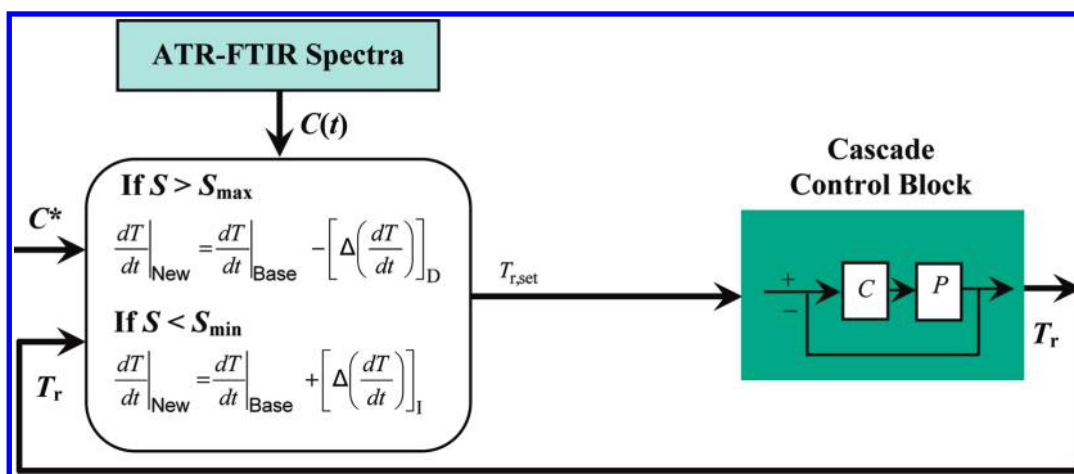 ATR-FTIR Spectra
C(t)
Cascade
Control Block
If S > Smax
C*
dT/dt|New = dT/dt|Base − [Δ(dT/dt)]D
Tr,set
+
−
C
P
If S < Smin
Tr
Tr
dT/dt|New = dT/dt|Base + [Δ(dT/dt)]I